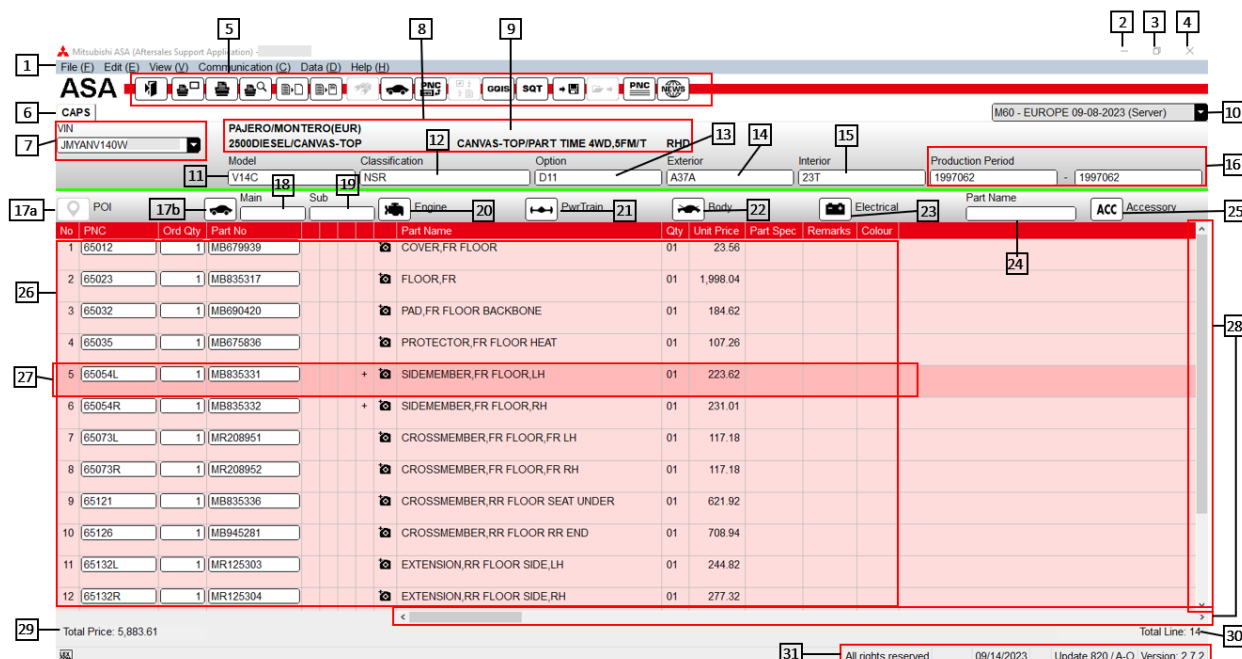 5 8 9 2 3 4
Mitsubishi ASA (Aftersales Support Application) -
1 File (F) Edit (E) View (V) Communication (C) Data (D) Help (H)
ASA PNC GQIS SQT PNC NEWS
6 CAPS M60 - EUROPE 09-08-2023 (Server) 10
VIN PAJERO/MONTERO(EUR)
7 JMYANV140W 2500DIESEL/CANVAS-TOP CANVAS-TOP/PART TIME 4WD,5FM/T RHD
12 13 14 15
Model Classification Option Exterior Interior Production Period 16
11 V14C NSR D11 A37A 23T 1997062 - 1997062
18 19
17a POI 17b Main Sub Engine PwrTrain Body Electrical Part Name ACC Accessory 25
20 21 22 23 24
No PNC Ord Qty Part No Part Name Qty Unit Price Part Spec Remarks Colour
1 65012 1 MB679939 COVER,FR FLOOR 01 23.56
2 65023 1 MB835317 FLOOR,FR 01 1,998.04
26
3 65032 1 MB690420 PAD,FR FLOOR BACKBONE 01 184.62
28
4 65035 1 MB675836 PROTECTOR,FR FLOOR HEAT 01 107.26
27 5 65054L 1 MB835331 + SIDEMEMBER,FR FLOOR,LH 01 223.62
6 65054R 1 MB835332 + SIDEMEMBER,FR FLOOR,RH 01 231.01
7 65073L 1 MR208951 CROSSMEMBER,FR FLOOR,FR LH 01 117.18
8 65073R 1 MR208952 CROSSMEMBER,FR FLOOR,FR RH 01 117.18
9 65121 1 MB835336 CROSSMEMBER,RR FLOOR SEAT UNDER 01 621.92
10 65126 1 MB945281 CROSSMEMBER,RR FLOOR RR END 01 708.94
11 65132L 1 MR125303 EXTENSION,RR FLOOR SIDE,LH 01 244.82
12 65132R 1 MR125304 EXTENSION,RR FLOOR SIDE,RH 01 277.32
29 Total Price: 5,883.61 Total Line: 14 30
31 All rights reserved 09/14/2023 Update 820 / A-O Version: 2.7.2